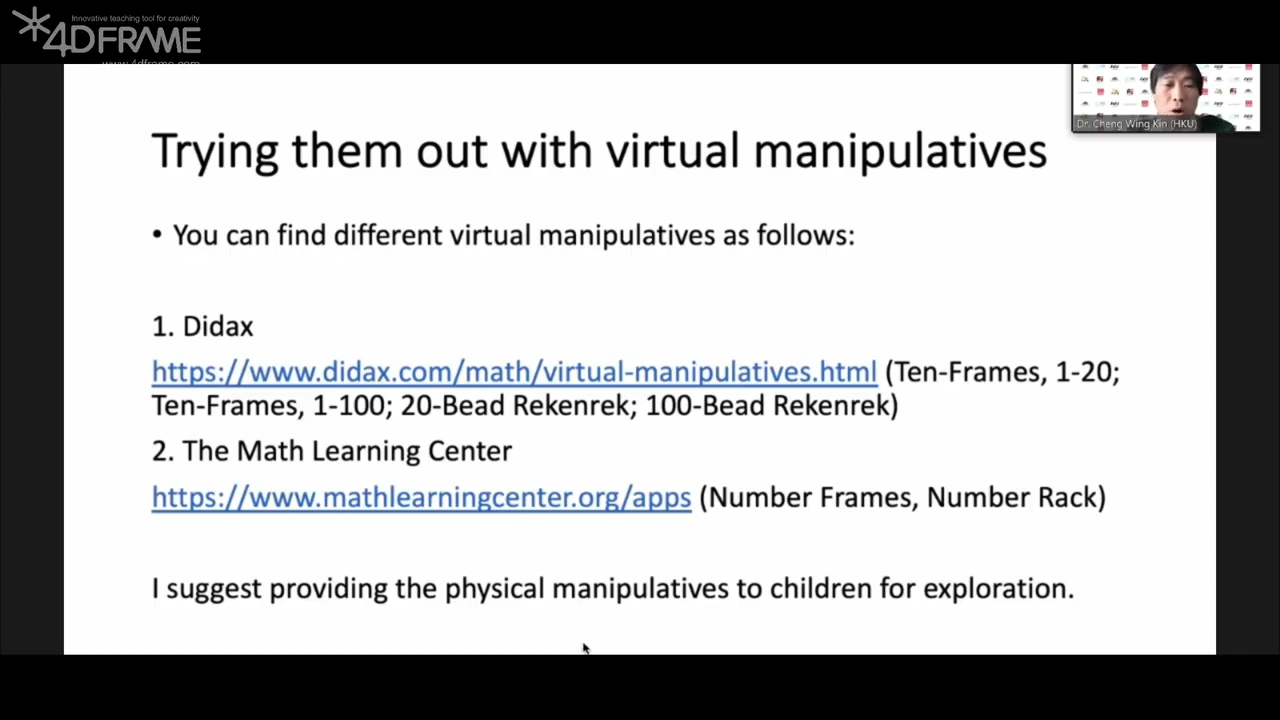 Innovative teaching tool for creativity
4DFRAME
www.4dframe.com
Dr. Cheng Wing Kin (HKU)
Trying them out with virtual manipulatives
• You can find different virtual manipulatives as follows:
1. Didax
https://www.didax.com/math/virtual-manipulatives.html (Ten-Frames, 1-20;
Ten-Frames, 1-100; 20-Bead Rekenrek; 100-Bead Rekenrek)
2. The Math Learning Center
https://www.mathlearningcenter.org/apps (Number Frames, Number Rack)
I suggest providing the physical manipulatives to children for exploration.